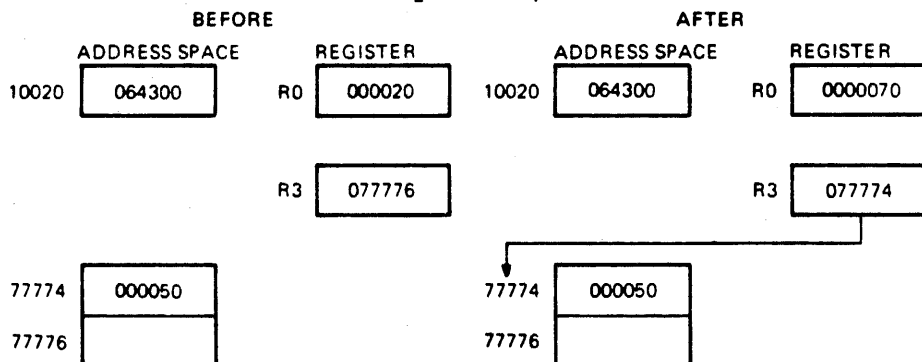 BEFORE AFTER
ADDRESS SPACE REGISTER ADDRESS SPACE REGISTER
10020 064300 R0 000020 10020 064300 R0 0000070
R3 077776 R3 077774
77774 000050 77774 000050
77776 77776